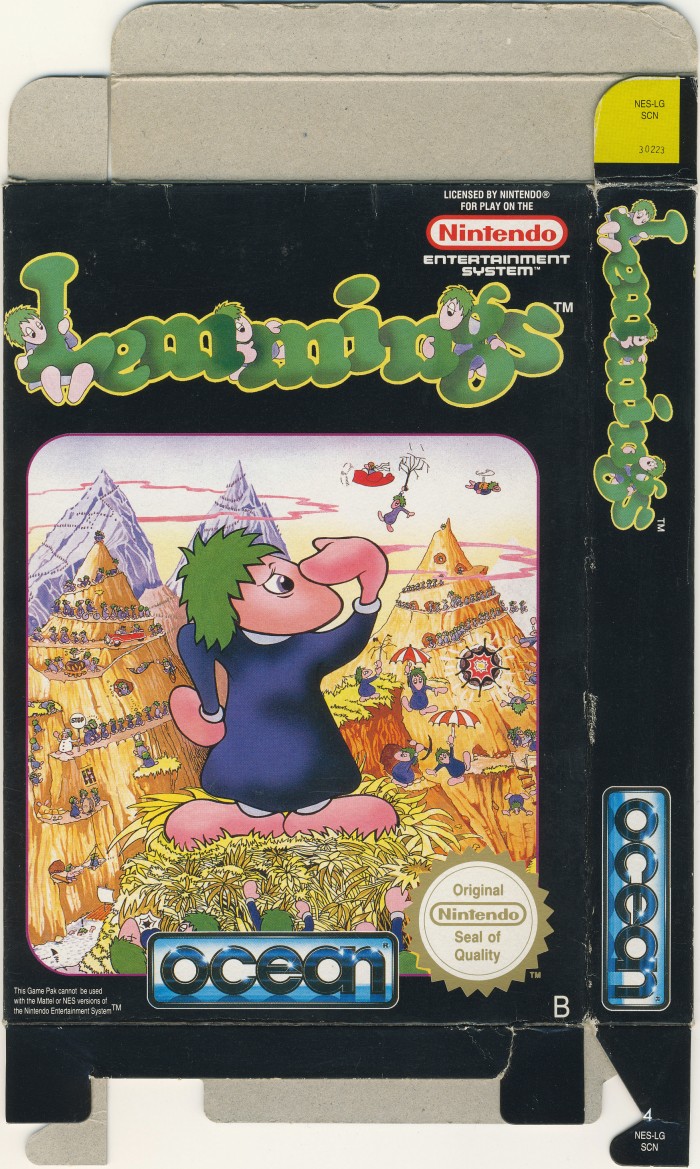 NES-LG
SCN
30223
LICENSED BY NINTENDO®
FOR PLAY ON THE
Nintendo
ENTERTAINMENT
SYSTEM™
Lemmings™
Lemmings™
STOP
Original
Nintendo
Seal of
Quality
™
ocean®
ocean®
This Game Pak cannot be used
with the Mattel or NES versions of
the Nintendo Entertainment System™
B
4
NES-LG
SCN